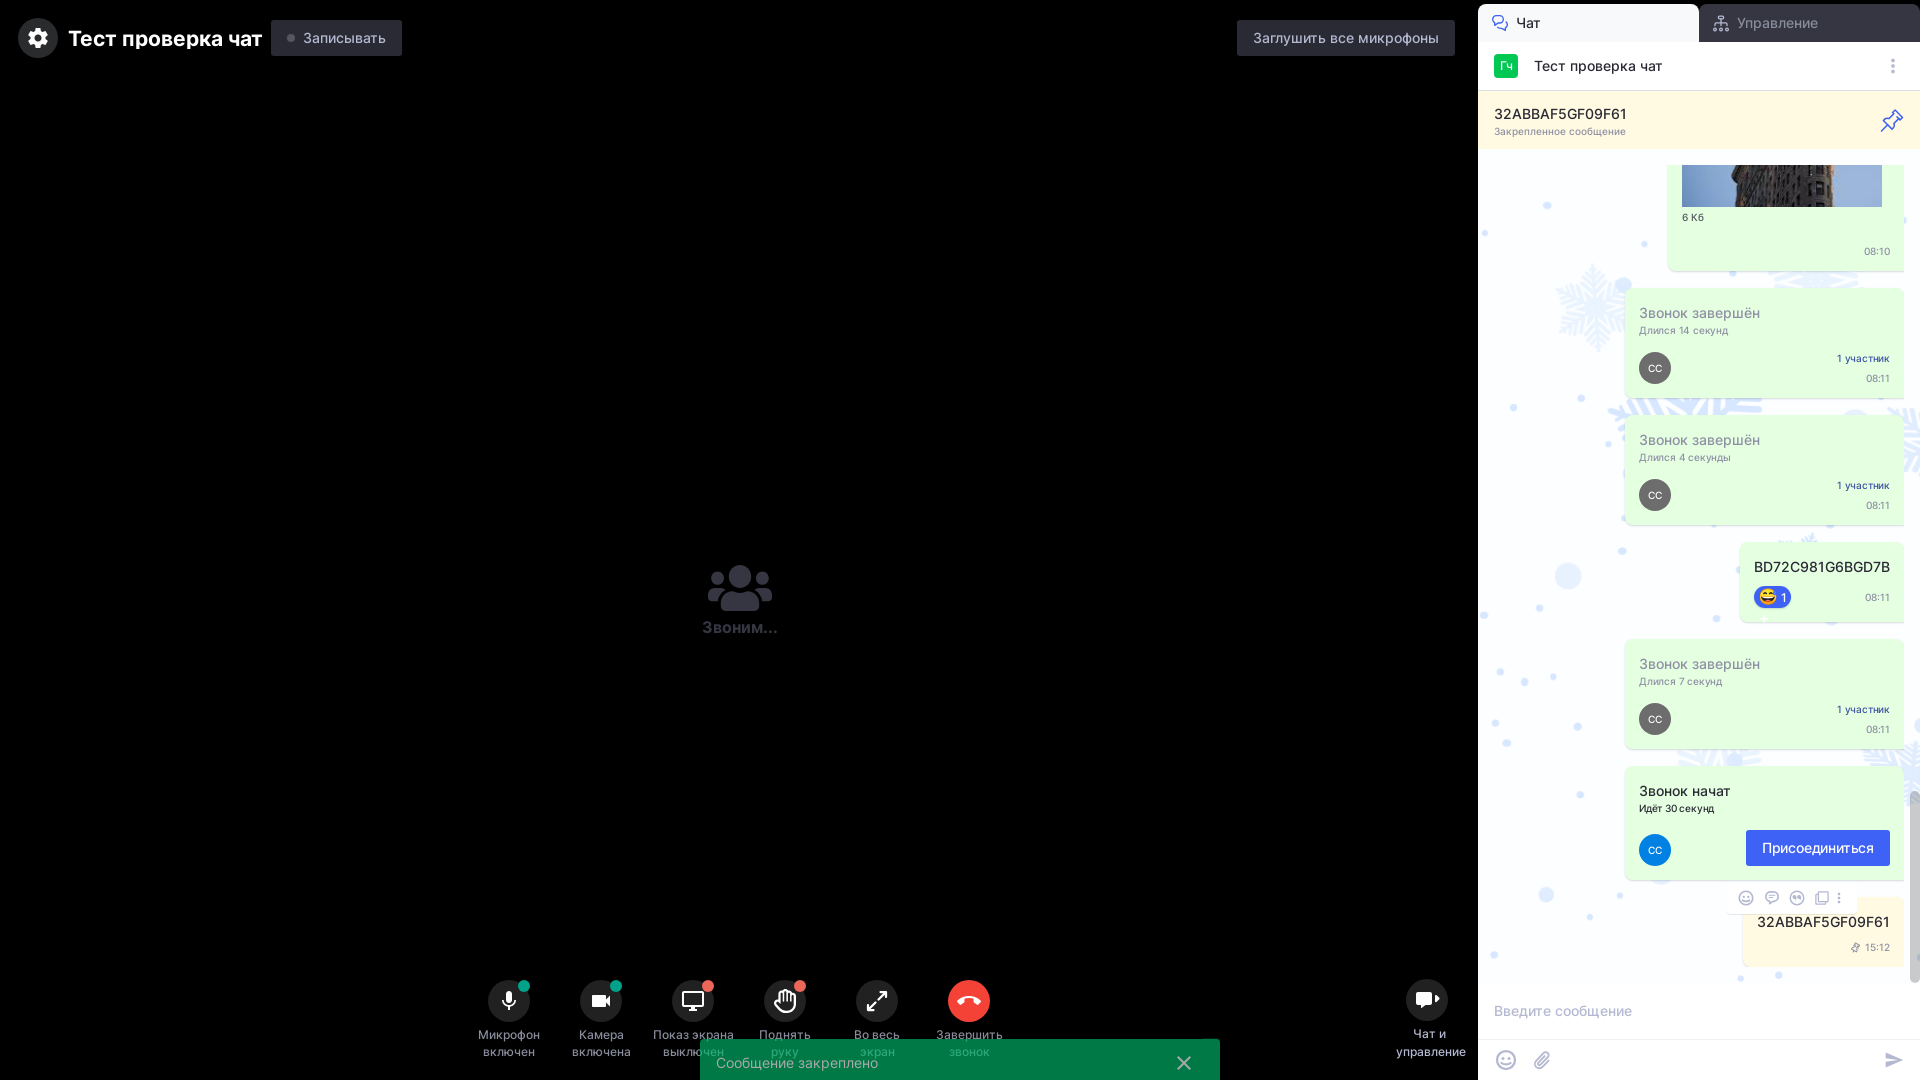 Тест проверка чат
Записывать
Заглушить все микрофоны
Чат
Управление
Гч
Тест проверка чат
32ABBAF5GF09F61
Закрепленное сообщение
6 Кб
08:10
Звонок завершён
Длился 14 секунд
СС
1 участник
08:11
Звонок завершён
Длился 4 секунды
СС
1 участник
08:11
BD72C981G6BGD7B
😅 1
08:11
Звонок завершён
Длился 7 секунд
СС
1 участник
08:11
Звонок начат
Идёт 30 секунд
СС
Присоединиться
32ABBAF5GF09F61
15:12
Введите сообщение
Звоним...
Микрофон
включен
Камера
включена
Показ экрана
выключен
Поднять
руку
Во весь
экран
Завершить
звонок
Чат и
управление
Сообщение закреплено